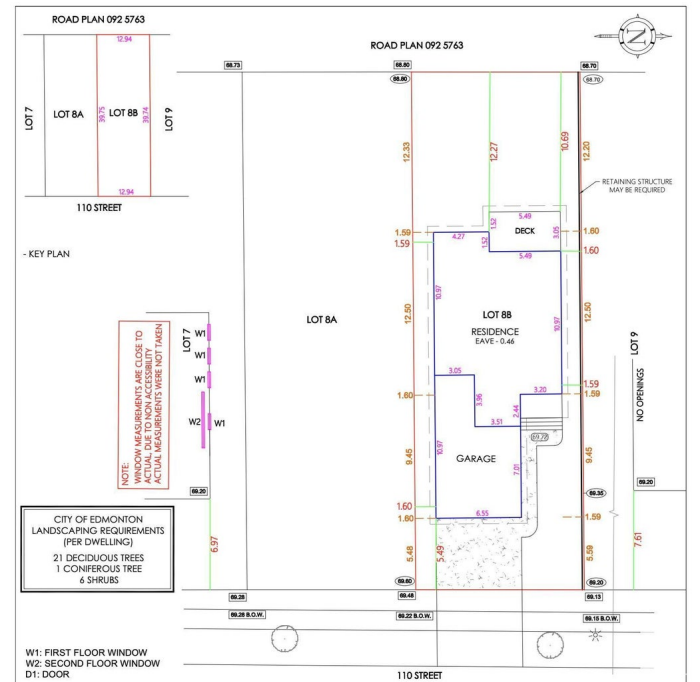 ROAD PLAN 092 5763
12.94
LOT 7
LOT 8A
39.75
LOT 8B
39.74
LOT 9
12.94
110 STREET
- KEY PLAN
ROAD PLAN 092 5763
N
68.73
68.80
68.80
68.70
68.70
12.33
12.27
10.69
12.20
RETAINING STRUCTURE
MAY BE REQUIRED
5.49
1.52
DECK
3.05
1.59
1.59
4.27
1.52
5.49
1.60
1.60
10.97
12.50
LOT 8A
LOT 8B
RESIDENCE
EAVE - 0.46
10.97
12.50
LOT 9
NO OPENINGS
LOT 7
W1
W1
W1
W2
W1
NOTE:
WINDOW MEASUREMENTS ARE CLOSE TO
ACTUAL, DUE TO NON ACCESSIBILITY
ACTUAL MEASUREMENTS WERE NOT TAKEN
3.05
3.96
3.20
2.44
3.51
1.60
1.59
1.59
69.78
GARAGE
10.97
9.45
7.01
9.45
6.55
1.60
1.60
69.35
1.59
69.20
69.20
6.97
5.48
5.49
5.59
7.61
CITY OF EDMONTON
LANDSCAPING REQUIREMENTS
(PER DWELLING)
21 DECIDUOUS TREES
1 CONIFEROUS TREE
6 SHRUBS
69.60
69.20
69.28
69.48
69.13
69.26 B.O.W.
69.22 B.O.W.
69.15 B.O.W.
W1: FIRST FLOOR WINDOW
W2: SECOND FLOOR WINDOW
D1: DOOR
110 STREET